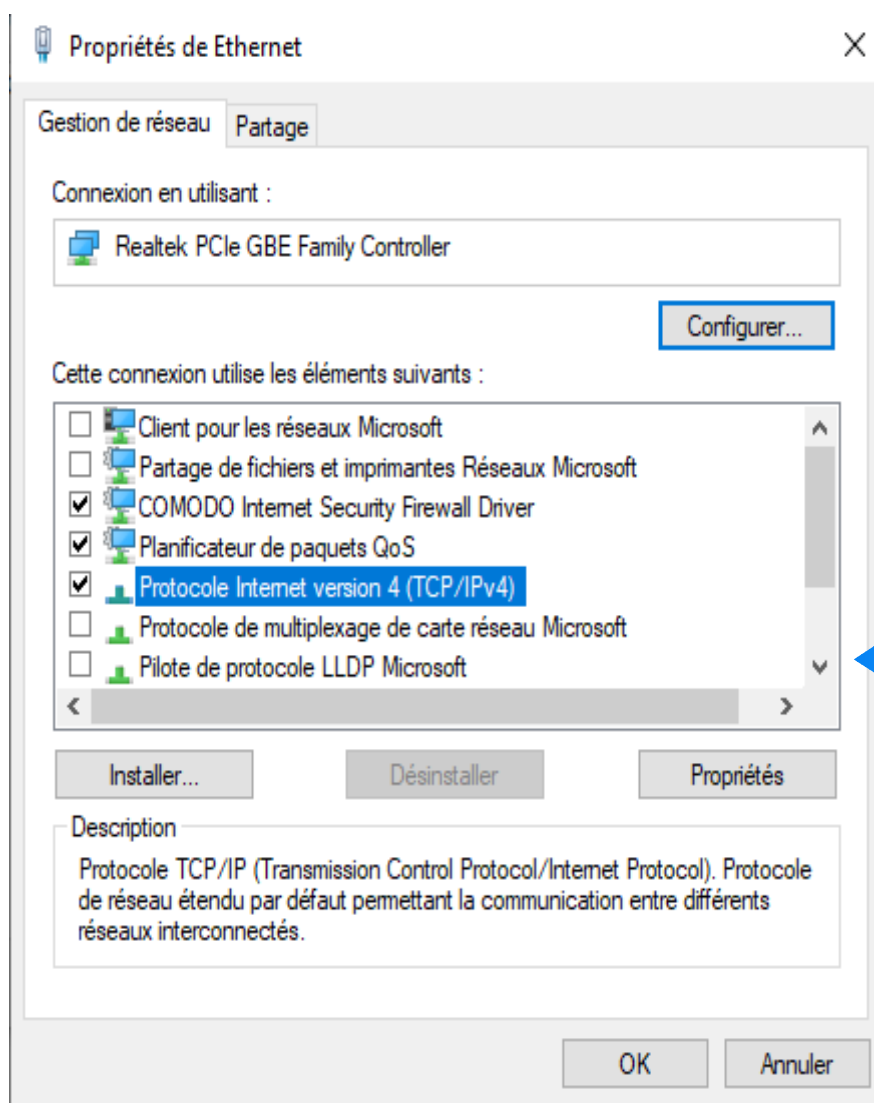 Propriétés de Ethernet
Gestion de réseau
Partage
Connexion en utilisant :
Realtek PCIe GBE Family Controller
Configurer...
Cette connexion utilise les éléments suivants :
Client pour les réseaux Microsoft
Partage de fichiers et imprimantes Réseaux Microsoft
COMODO Internet Security Firewall Driver
Planificateur de paquets QoS
Protocole Internet version 4 (TCP/IPv4)
Protocole de multiplexage de carte réseau Microsoft
Pilote de protocole LLDP Microsoft
Installer...
Désinstaller
Propriétés
Description
Protocole TCP/IP (Transmission Control Protocol/Internet Protocol). Protocole
de réseau étendu par défaut permettant la communication entre différents
réseaux interconnectés.
OK
Annuler